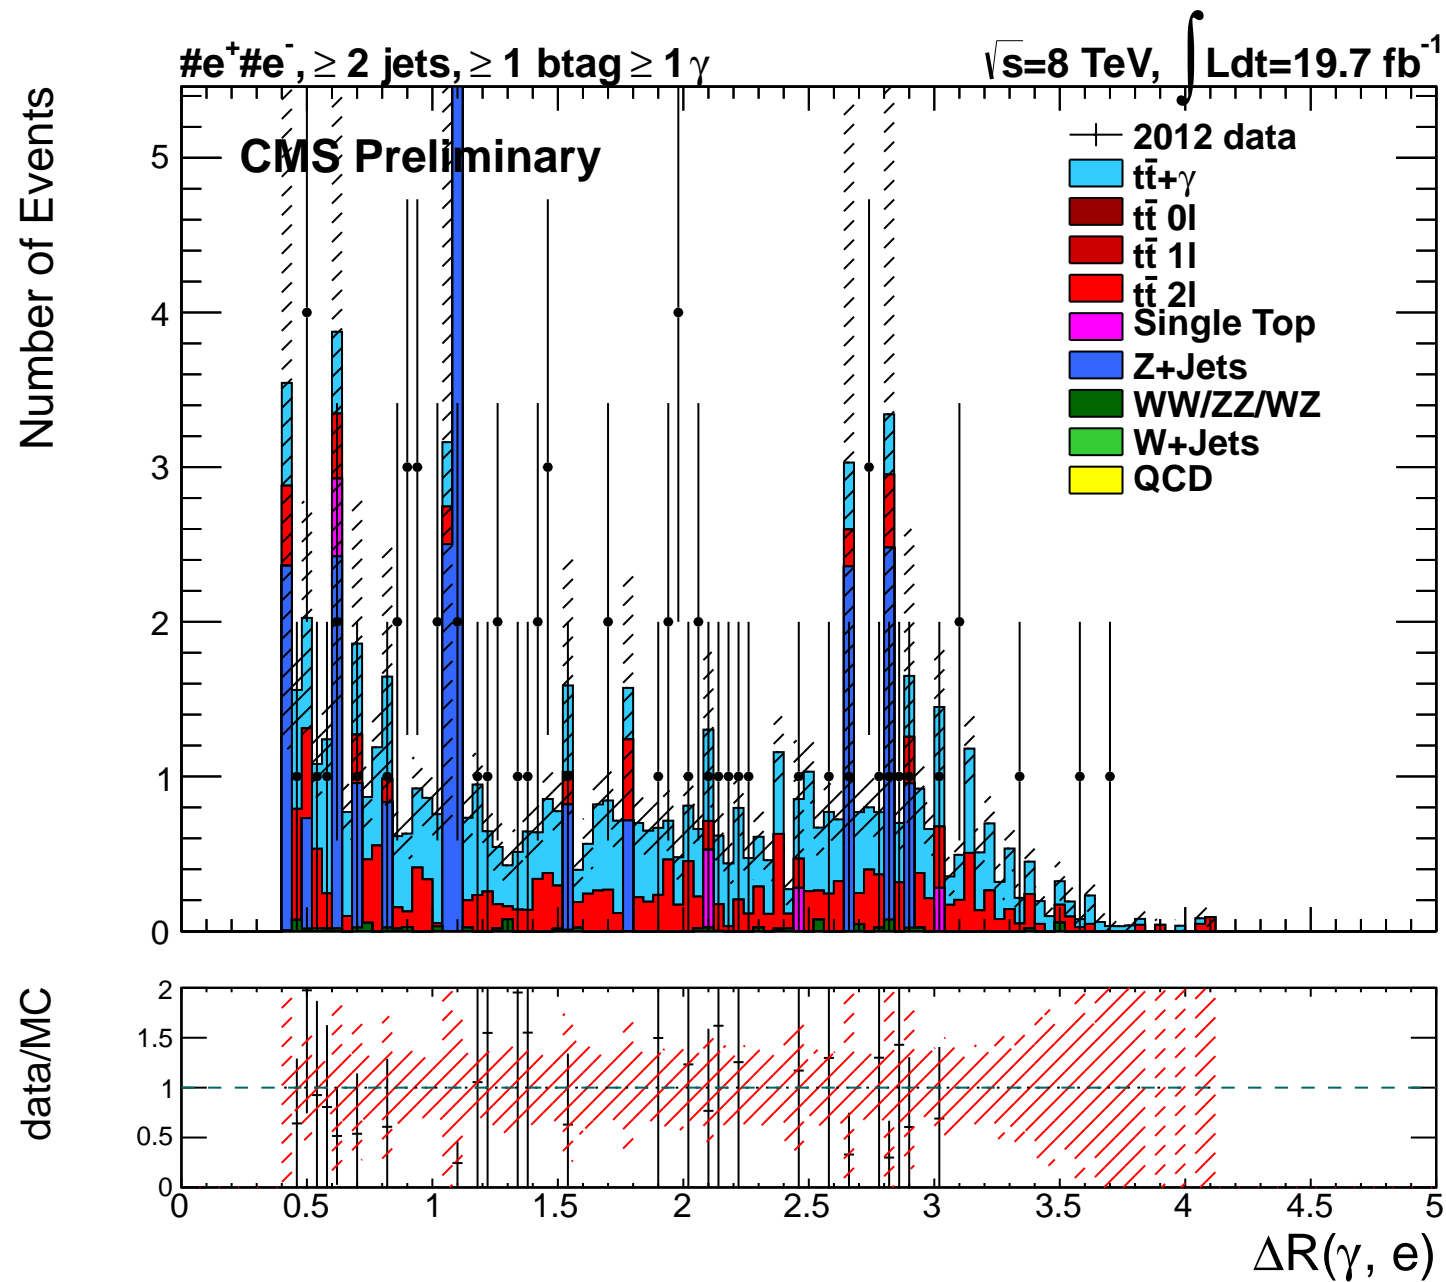 #e⁺#e⁻, ≥ 2 jets, ≥ 1 btag ≥ 1 γ
√s=8 TeV, ∫ Ldt=19.7 fb⁻¹
Number of Events
CMS Preliminary
2012 data
tt̄+γ
tt̄ 0l
tt̄ 1l
tt̄ 2l
Single Top
Z+Jets
WW/ZZ/WZ
W+Jets
QCD
5
4
3
2
1
0
data/MC
2
1.5
1
0.5
0
0 0.5 1 1.5 2 2.5 3 3.5 4 4.5 5
ΔR(γ, e)